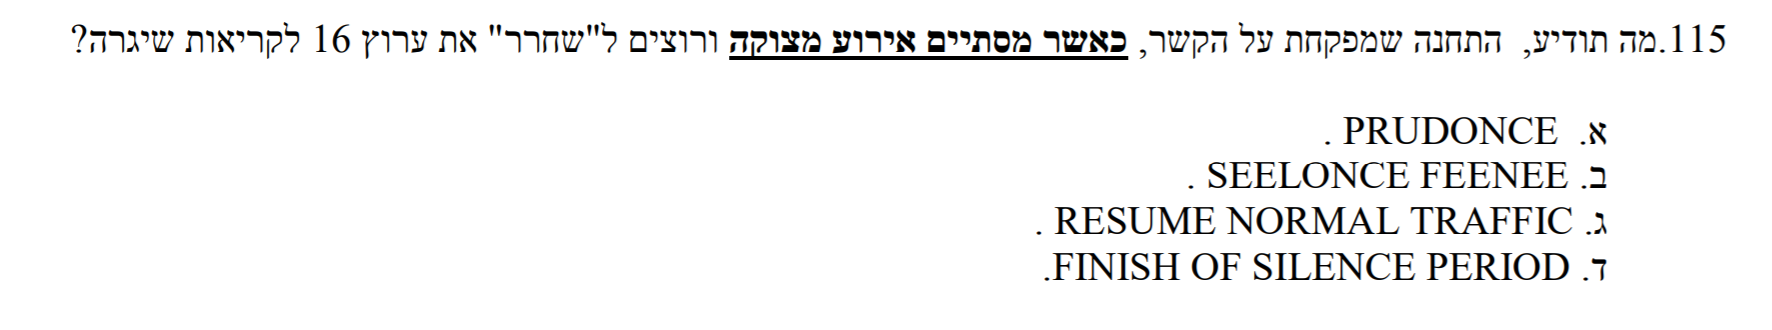 115.מה תודיע, התחנה שמפקחת על הקשר, כאשר מסתיים אירוע מצוקה ורוצים ל"שחרר" את ערוץ 16 לקריאות שיגרה?
א. PRUDONCE .
ב. SEELONCE FEENEE .
ג. RESUME NORMAL TRAFFIC .
ד. FINISH OF SILENCE PERIOD.